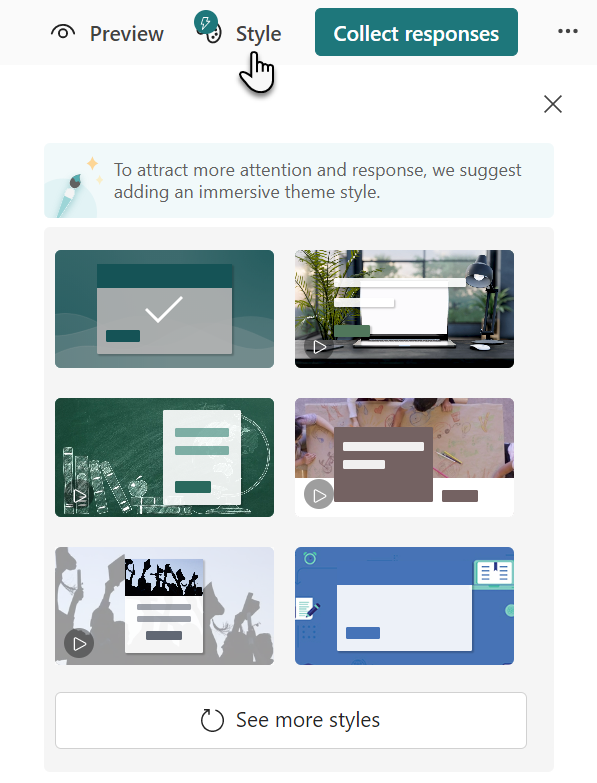 Preview
Style
Collect responses
To attract more attention and response, we suggest
adding an immersive theme style.
See more styles